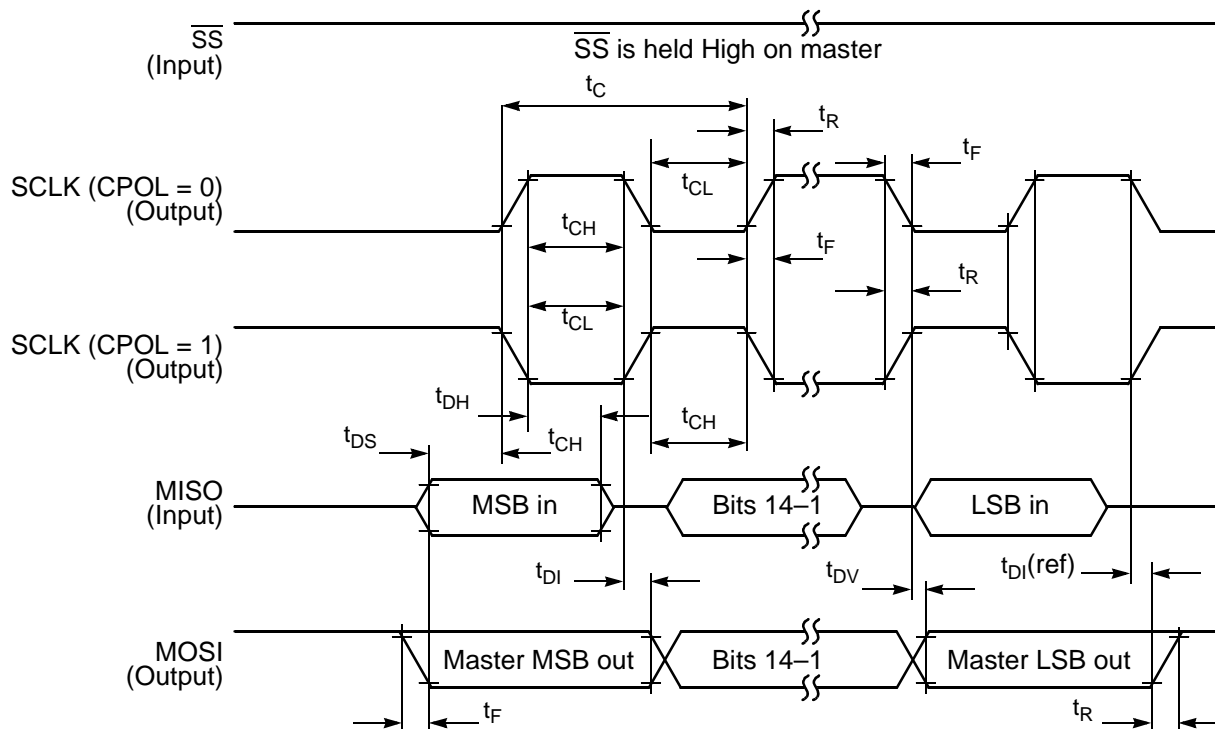 SS
(Input)
SS is held High on master
tC
tR
tF
SCLK (CPOL = 0)
(Output)
tCL
tCH
tF
tR
tCL
SCLK (CPOL = 1)
(Output)
tDH
tCH
tCH
tDS
MISO
(Input)
MSB in
Bits 14–1
LSB in
tDI
tDV
tDI(ref)
MOSI
(Output)
Master MSB out
Bits 14–1
Master LSB out
tF
tR